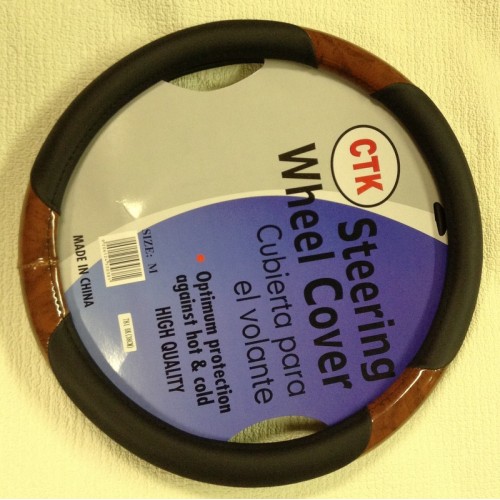 CTK
Steering
Wheel Cover
Cubierta para
el volante
Optimum protection
against hot & cold
HIGH QUALITY
SIZE: M
MADE IN CHINA